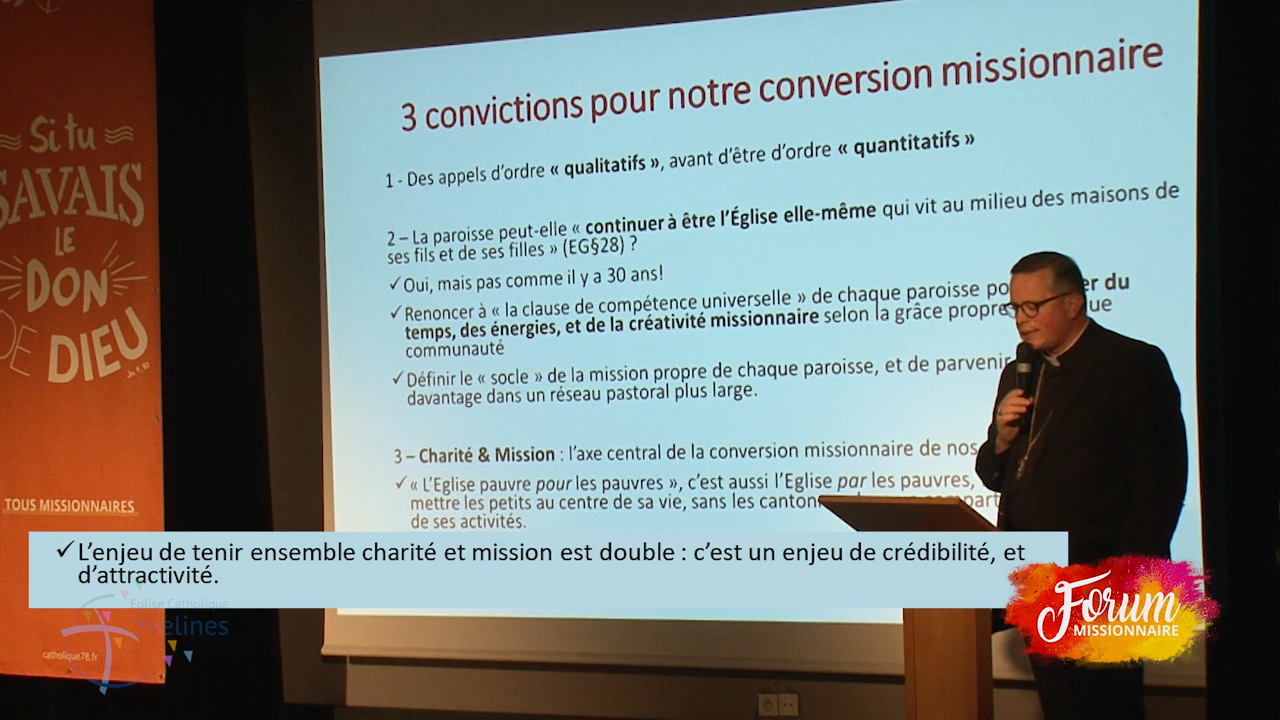 Si tu
SAVAIS
LE
DON
DE
DIEU
Jn 4,10
TOUS MISSIONNAIRES
Eglise Catholique
Yvelines
catholique78.fr
3 convictions pour notre conversion missionnaire
1 - Des appels d’ordre « qualitatifs », avant d’être d’ordre « quantitatifs »
2 – La paroisse peut-elle « continuer à être l’Église elle-même qui vit au milieu des maisons de
ses fils et de ses filles » (EG§28) ?
✓Oui, mais pas comme il y a 30 ans!
✓Renoncer à « la clause de compétence universelle » de chaque paroisse du
temps, des énergies, et de la créativité missionnaire selon la grâce propre
communauté
✓Définir le « socle » de la mission propre de chaque paroisse, et de parvenir
davantage dans un réseau pastoral plus large.
3 – Charité & Mission : l’axe central de la conversion missionnaire de nos
✓« L’Eglise pauvre pour les pauvres », c’est aussi l’Eglise par les pauvres,
mettre les petits au centre de sa vie, sans les
de ses activités.
✓L’enjeu de tenir ensemble charité et mission est double : c’est un enjeu de crédibilité, et
d’attractivité.
Forum
MISSIONNAIRE